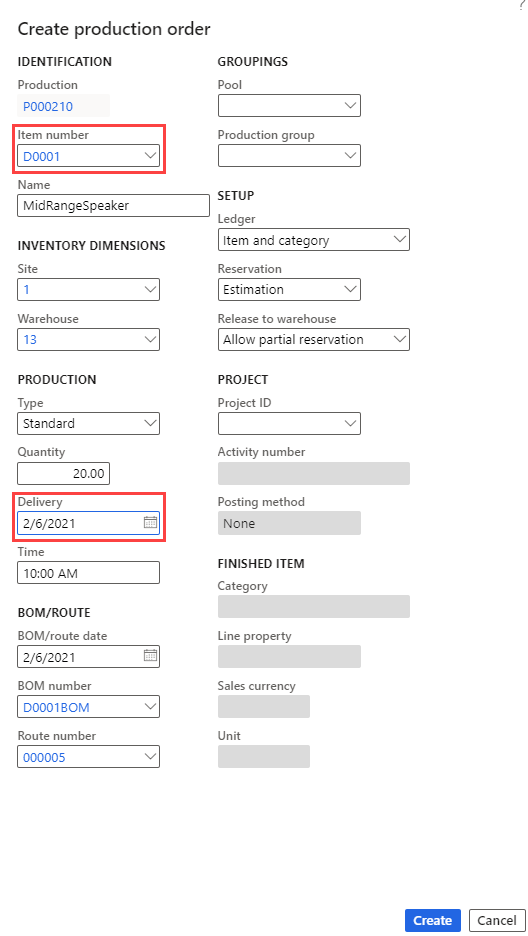 ?
Create production order
IDENTIFICATION
Production
P000210
Item number
D0001
Name
MidRangeSpeaker
INVENTORY DIMENSIONS
Site
1
Warehouse
13
PRODUCTION
Type
Standard
Quantity
20.00
Delivery
2/6/2021
Time
10:00 AM
BOM/ROUTE
BOM/route date
2/6/2021
BOM number
D0001BOM
Route number
000005
GROUPINGS
Pool
Production group
SETUP
Ledger
Item and category
Reservation
Estimation
Release to warehouse
Allow partial reservation
PROJECT
Project ID
Activity number
Posting method
None
FINISHED ITEM
Category
Line property
Sales currency
Unit
Create
Cancel